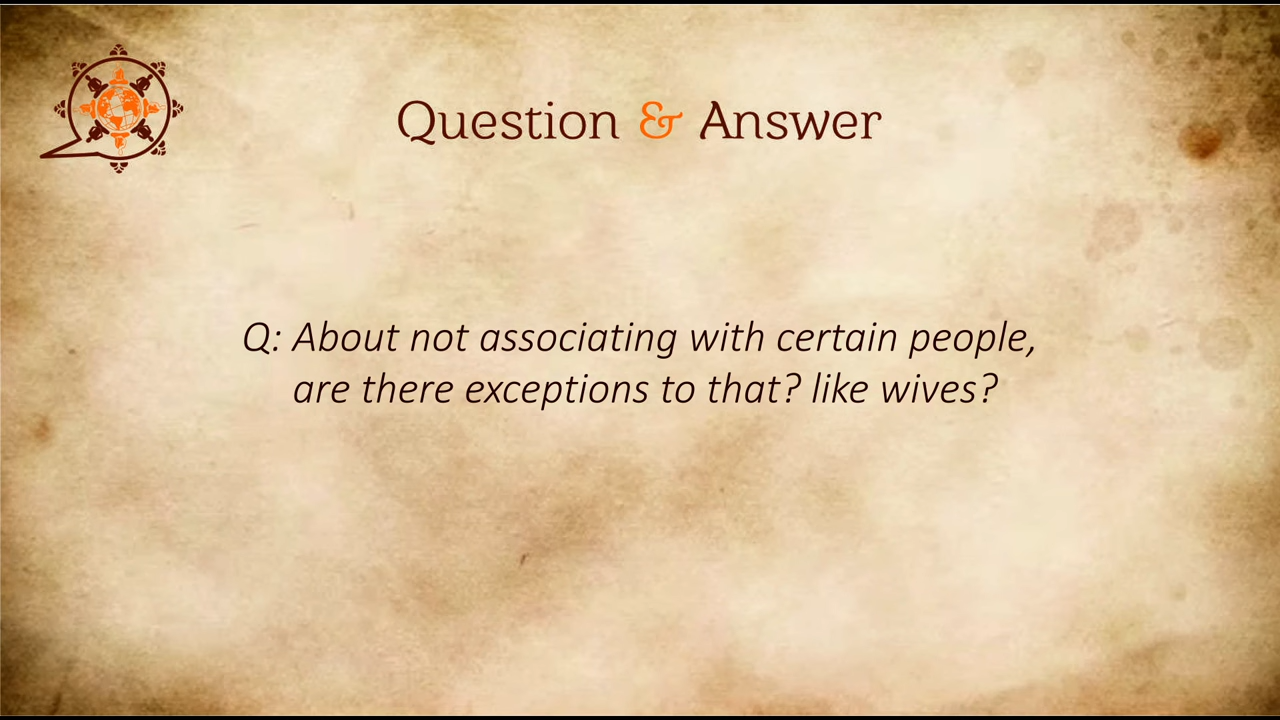 Question & Answer
Q: About not associating with certain people,
are there exceptions to that? like wives?